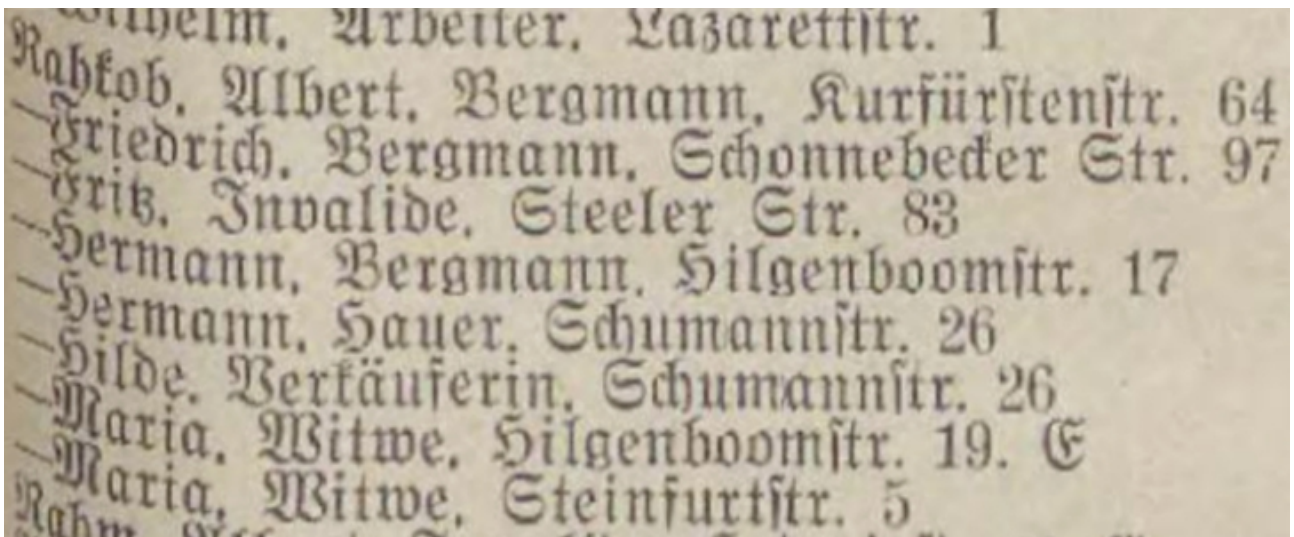 Wilhelm, Arbeiter, Lazarettstr. 1
Rahkob, Albert, Bergmann, Kurfürstenstr. 64
—Friedrich, Bergmann, Schonnebecker Str. 97
—Fritz, Invalide, Steeler Str. 83
—Hermann, Bergmann, Hilgenboomstr. 17
—Hermann, Hauer, Schumannstr. 26
—Hilde, Verkäuferin, Schumannstr. 26
—Maria, Witwe, Hilgenboomstr. 19. E
—Maria, Witwe, Steinfurtstr. 5
Rahm,